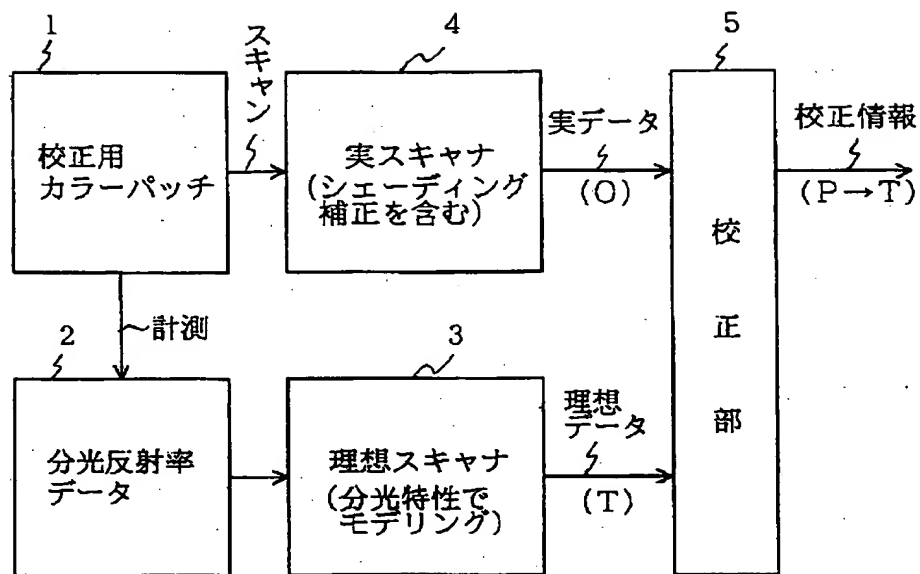 1
校正用
カラーパッチ
スキャン
4
実スキャナ
(シェーディング
補正を含む)
実データ
(O)
5
校正部
校正情報
(P→T)
計測
2
分光反射率
データ
3
理想スキャナ
(分光特性で
モデリング)
理想
データ
(T)